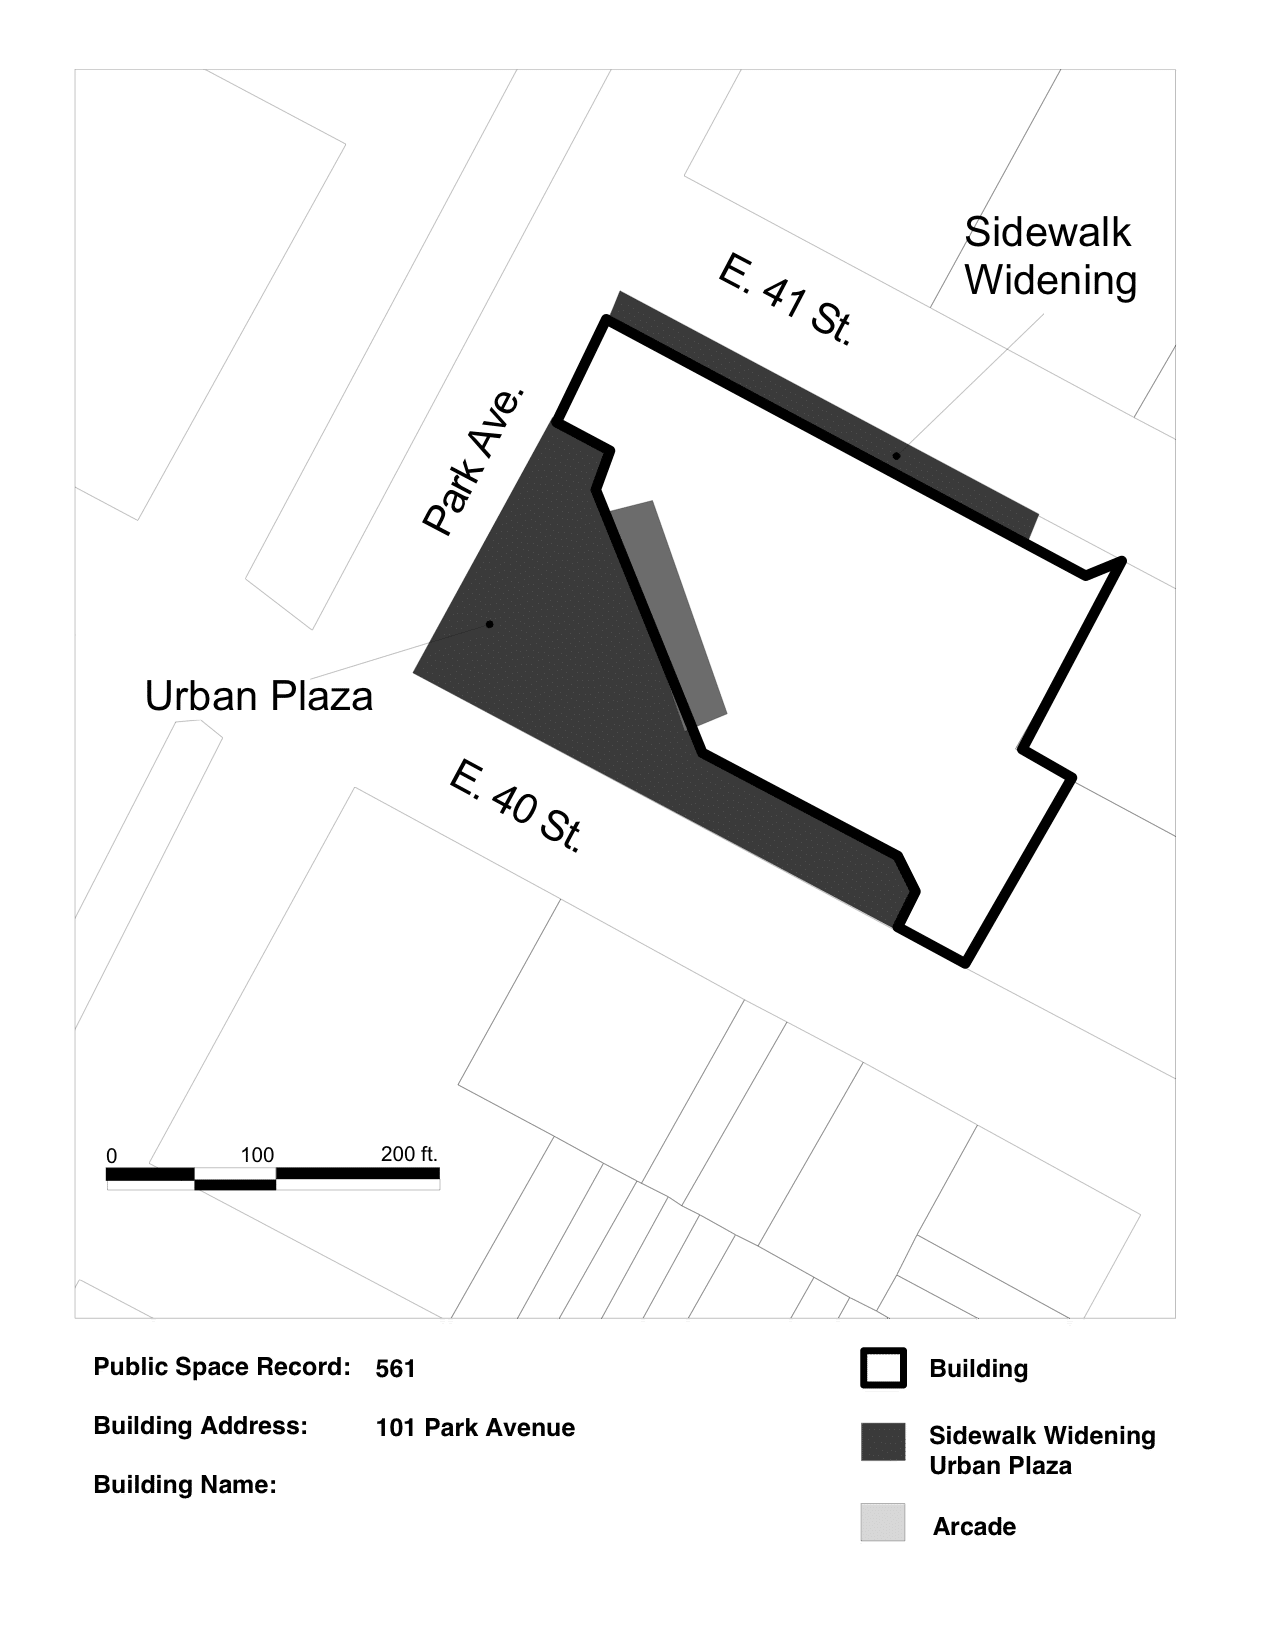 Sidewalk
Widening
E. 41 St.
Park Ave.
Urban Plaza
E. 40 St.
0 100 200 ft.
Public Space Record: 561
Building Address: 101 Park Avenue
Building Name:
Building
Sidewalk Widening
Urban Plaza
Arcade